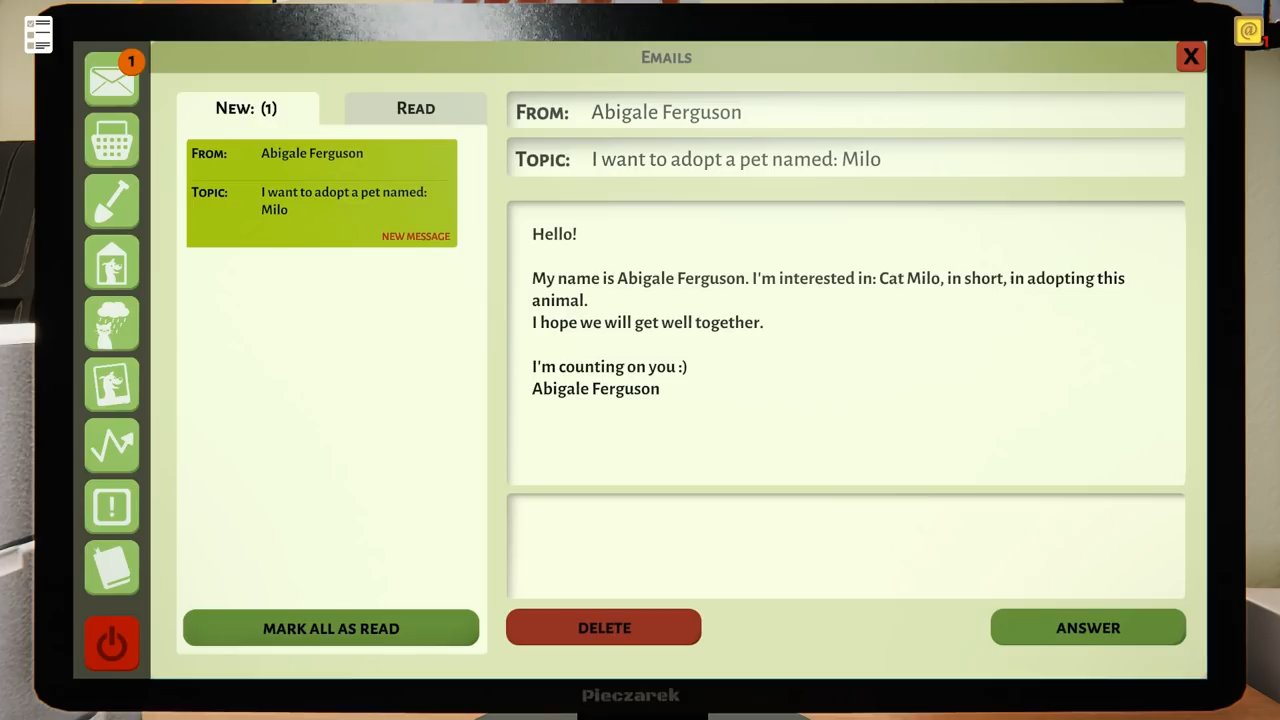 EMAILS
X
1
@
1
NEW: (1)
READ
FROM: Abigale Ferguson
TOPIC: I want to adopt a pet named:
Milo
NEW MESSAGE
MARK ALL AS READ
FROM: Abigale Ferguson
TOPIC: I want to adopt a pet named: Milo
Hello!
My name is Abigale Ferguson. I'm interested in: Cat Milo, in short, in adopting this
animal.
I hope we will get well together.
I'm counting on you :)
Abigale Ferguson
DELETE
ANSWER
Pieczarek